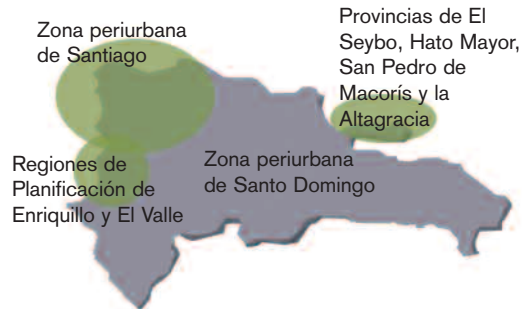 Zona periurbana
de Santiago
Provincias de El
Seybo, Hato Mayor,
San Pedro de
Macorís y la
Altagracia
Regiones de
Planificación de
Enriquillo y El Valle
Zona periurbana
de Santo Domingo